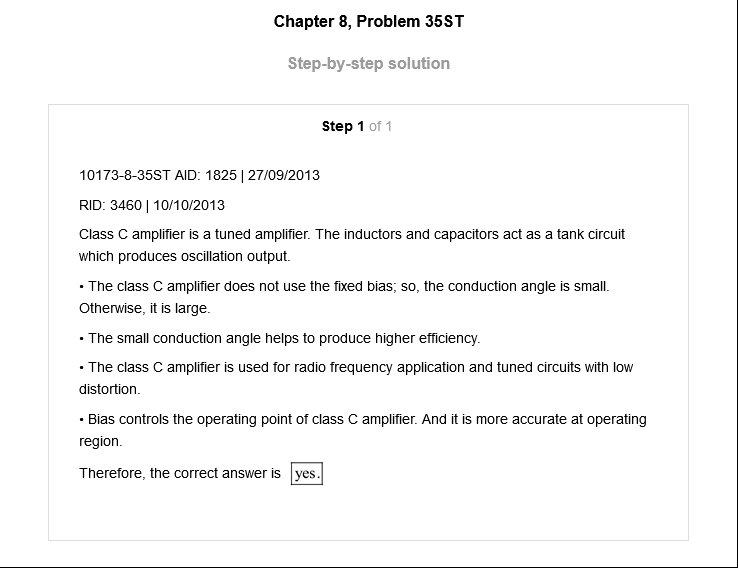 Chapter 8, Problem 35ST
Step-by-step solution
Step 1 of 1
10173-8-35ST AID: 1825 | 27/09/2013
RID: 3460 | 10/10/2013
Class C amplifier is a tuned amplifier. The inductors and capacitors act as a tank circuit
which produces oscillation output.
• The class C amplifier does not use the fixed bias; so, the conduction angle is small.
Otherwise, it is large.
• The small conduction angle helps to produce higher efficiency.
• The class C amplifier is used for radio frequency application and tuned circuits with low
distortion.
• Bias controls the operating point of class C amplifier. And it is more accurate at operating
region.
Therefore, the correct answer is yes.